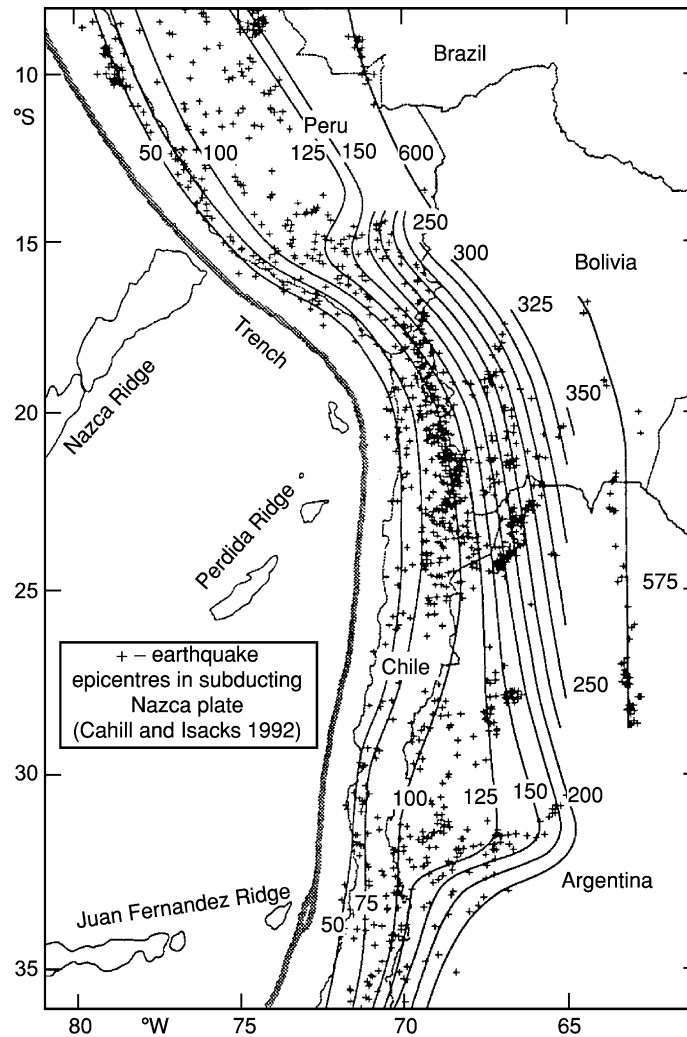 Brazil
10
°S
Peru
50
100
125
150
600
250
15
300
Bolivia
Trench
325
Nazca Ridge
350
20
Perdida Ridge
25
575
+ – earthquake
epicentres in subducting
Nazca plate
(Cahill and Isacks 1992)
Chile
250
30
100
125
150
200
Argentina
Juan Fernandez Ridge
75
50
35
80
°W
75
70
65